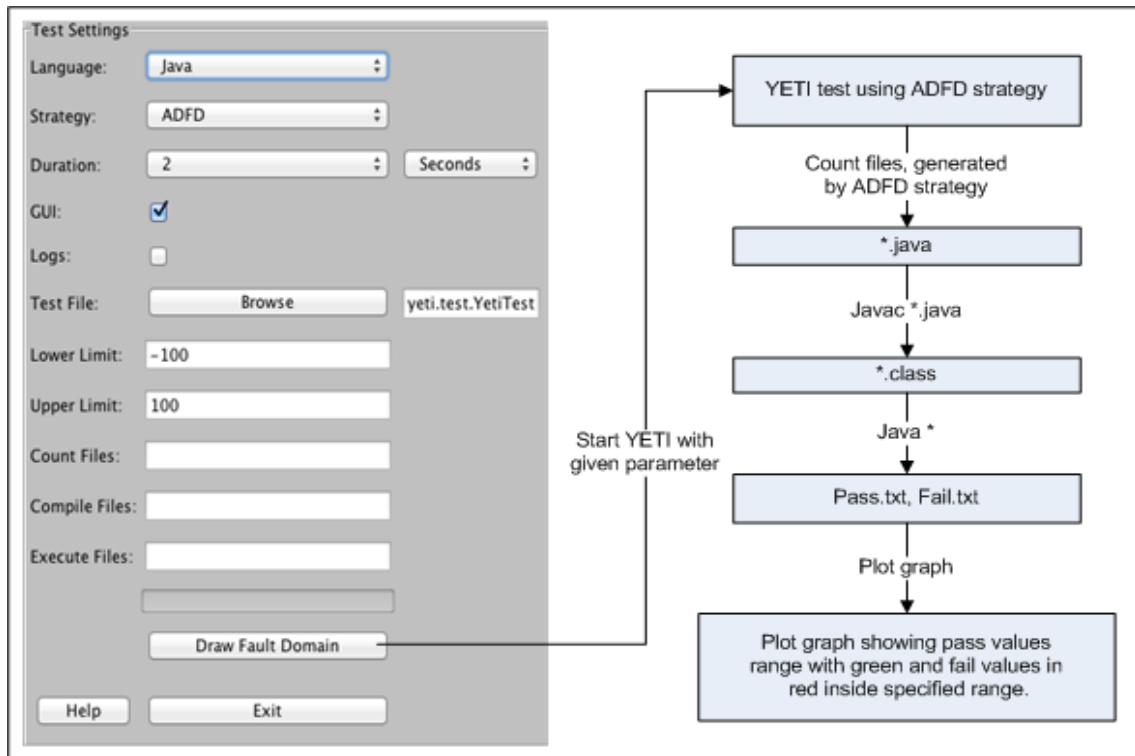 Test Settings
Language: Java
Strategy: ADFD
Duration: 2 Seconds
GUI:
Logs:
Test File: Browse yeti.test.YetiTest
Lower Limit: -100
Upper Limit: 100
Count Files:
Compile Files:
Execute Files:
Draw Fault Domain
Help Exit
Start YETI with
given parameter
YETI test using ADFD strategy
Count files, generated
by ADFD strategy
*.java
Javac *.java
*.class
Java *
Pass.txt, Fail.txt
Plot graph
Plot graph showing pass values
range with green and fail values in
red inside specified range.